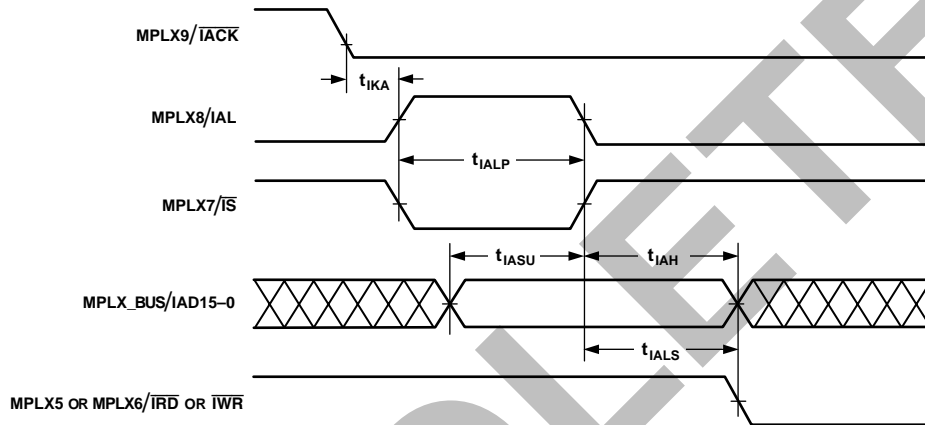 MPLX9/IACK
tIKA
MPLX8/IAL
tIALP
MPLX7/IS
tIASU
tIAH
MPLX_BUS/IAD15–0
tIALS
MPLX5 OR MPLX6/IRD OR IWR